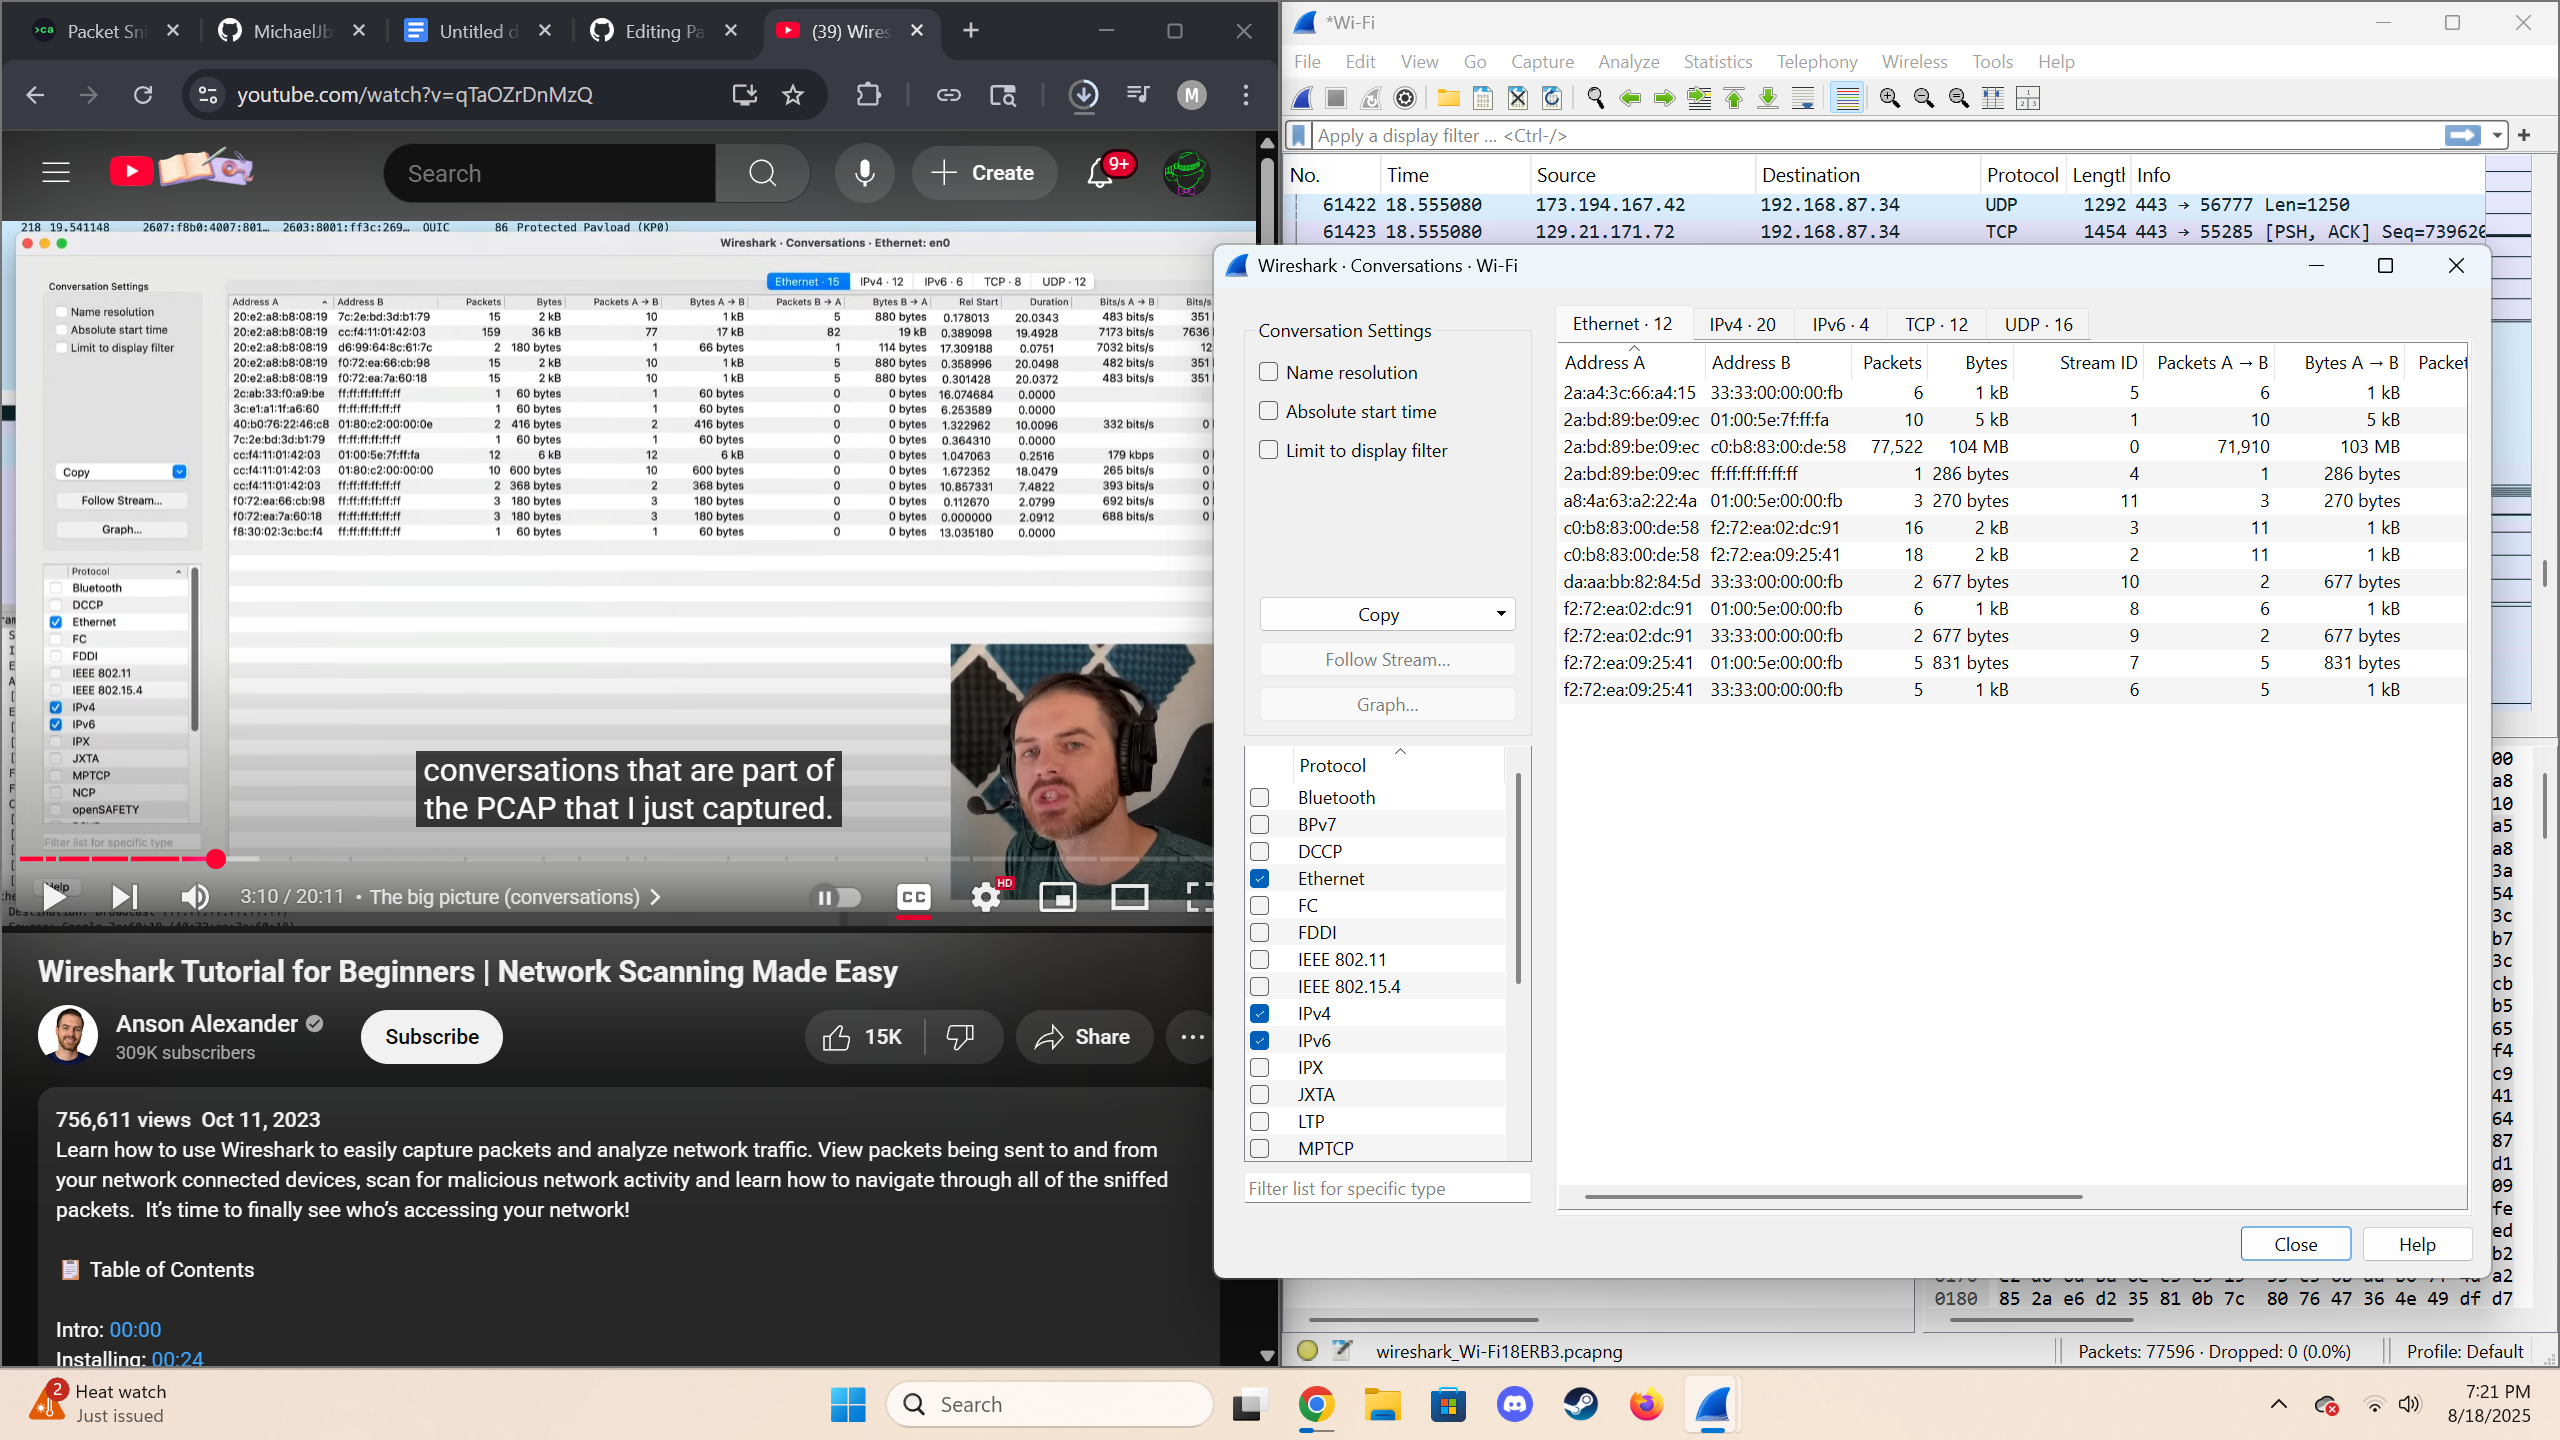 Packet Sni
MichaelJb
Untitled d
Editing Pa
(39) Wires
youtube.com/watch?v=qTaOZrDnMzQ
M
Search
Create
9+
218 19.541148 2607:f8b0:4007:801… 2603:8001:ff3c:269… QUIC 86 Protected Payload (KP0)
Wireshark · Conversations · Ethernet: en0
Conversation Settings
Name resolution
Absolute start time
Limit to display filter
Copy
Follow Stream...
Graph...
Protocol
Bluetooth
DCCP
Ethernet
FC
FDDI
IEEE 802.11
IEEE 802.15.4
IPv4
IPv6
IPX
JXTA
MPTCP
NCP
openSAFETY
Filter list for specific type
Help
Ethernet · 15 IPv4 · 12 IPv6 · 6 TCP · 8 UDP · 12
Address A Address B Packets Bytes Packets A → B Bytes A → B Packets B → A Bytes B → A Rel Start Duration Bits/s A → B Bits/s
20:e2:a8:b8:08:19 7c:2e:bd:3d:b1:79 15 2 kB 10 1 kB 5 880 bytes 0.178013 20.0343 483 bits/s 351
20:e2:a8:b8:08:19 cc:f4:11:01:42:03 159 36 kB 77 17 kB 82 19 kB 0.389098 19.4928 7173 bits/s 7636
20:e2:a8:b8:08:19 d6:99:64:8c:61:7c 2 180 bytes 1 66 bytes 1 114 bytes 17.309188 0.0751 7032 bits/s 12
20:e2:a8:b8:08:19 f0:72:ea:66:cb:98 15 2 kB 10 1 kB 5 880 bytes 0.358996 20.0498 482 bits/s 351
20:e2:a8:b8:08:19 f0:72:ea:7a:60:18 15 2 kB 10 1 kB 5 880 bytes 0.301428 20.0372 483 bits/s 351
2c:ab:33:f0:a9:be ff:ff:ff:ff:ff:ff 1 60 bytes 1 60 bytes 0 0 bytes 16.074684 0.0000
3c:e1:a1:1f:a6:60 ff:ff:ff:ff:ff:ff 1 60 bytes 1 60 bytes 0 0 bytes 6.253589 0.0000
40:b0:76:22:46:c8 01:80:c2:00:00:0e 2 416 bytes 2 416 bytes 0 0 bytes 1.322962 10.0096 332 bits/s 0
7c:2e:bd:3d:b1:79 ff:ff:ff:ff:ff:ff 1 60 bytes 1 60 bytes 0 0 bytes 0.364310 0.0000
cc:f4:11:01:42:03 01:00:5e:7f:ff:fa 12 6 kB 12 6 kB 0 0 bytes 1.047063 0.2516 179 kbps 0
cc:f4:11:01:42:03 01:80:c2:00:00:00 10 600 bytes 10 600 bytes 0 0 bytes 1.672352 18.0479 265 bits/s 0
cc:f4:11:01:42:03 ff:ff:ff:ff:ff:ff 2 368 bytes 2 368 bytes 0 0 bytes 10.857331 7.4822 393 bits/s 0
f0:72:ea:66:cb:98 ff:ff:ff:ff:ff:ff 3 180 bytes 3 180 bytes 0 0 bytes 0.112670 2.0799 692 bits/s 0
f0:72:ea:7a:60:18 ff:ff:ff:ff:ff:ff 3 180 bytes 3 180 bytes 0 0 bytes 0.000000 2.0912 688 bits/s 0
f8:30:02:3c:bc:f4 ff:ff:ff:ff:ff:ff 1 60 bytes 1 60 bytes 0 0 bytes 13.035180 0.0000
conversations that are part of
the PCAP that I just captured.
3:10 / 20:11 • The big picture (conversations)
CC
HD
Wireshark Tutorial for Beginners | Network Scanning Made Easy
Anson Alexander
309K subscribers
Subscribe
15K
Share
756,611 views Oct 11, 2023
Learn how to use Wireshark to easily capture packets and analyze network traffic. View packets being sent to and from
your network connected devices, scan for malicious network activity and learn how to navigate through all of the sniffed
packets. It’s time to finally see who’s accessing your network!
📋 Table of Contents
Intro: 00:00
Installing: 00:24
*Wi-Fi
File Edit View Go Capture Analyze Statistics Telephony Wireless Tools Help
Apply a display filter … <Ctrl-/>
No. Time Source Destination Protocol Length Info
61422 18.555080 173.194.167.42 192.168.87.34 UDP 1292 443 → 56777 Len=1250
61423 18.555080 129.21.171.72 192.168.87.34 TCP 1454 443 → 55285 [PSH, ACK] Seq=739620
Wireshark · Conversations · Wi-Fi
Conversation Settings
Name resolution
Absolute start time
Limit to display filter
Copy
Follow Stream...
Graph...
Protocol
Bluetooth
BPv7
DCCP
Ethernet
FC
FDDI
IEEE 802.11
IEEE 802.15.4
IPv4
IPv6
IPX
JXTA
LTP
MPTCP
Filter list for specific type
Ethernet · 12 IPv4 · 20 IPv6 · 4 TCP · 12 UDP · 16
Address A Address B Packets Bytes Stream ID Packets A → B Bytes A → B Packet
2a:a4:3c:66:a4:15 33:33:00:00:00:fb 6 1 kB 5 6 1 kB
2a:bd:89:be:09:ec 01:00:5e:7f:ff:fa 10 5 kB 1 10 5 kB
2a:bd:89:be:09:ec c0:b8:83:00:de:58 77,522 104 MB 0 71,910 103 MB
2a:bd:89:be:09:ec ff:ff:ff:ff:ff:ff 1 286 bytes 4 1 286 bytes
a8:4a:63:a2:22:4a 01:00:5e:00:00:fb 3 270 bytes 11 3 270 bytes
c0:b8:83:00:de:58 f2:72:ea:02:dc:91 16 2 kB 3 11 1 kB
c0:b8:83:00:de:58 f2:72:ea:09:25:41 18 2 kB 2 11 1 kB
da:aa:bb:82:84:5d 33:33:00:00:00:fb 2 677 bytes 10 2 677 bytes
f2:72:ea:02:dc:91 01:00:5e:00:00:fb 6 1 kB 8 6 1 kB
f2:72:ea:02:dc:91 33:33:00:00:00:fb 2 677 bytes 9 2 677 bytes
f2:72:ea:09:25:41 01:00:5e:00:00:fb 5 831 bytes 7 5 831 bytes
f2:72:ea:09:25:41 33:33:00:00:00:fb 5 1 kB 6 5 1 kB
Close
Help
00
a8
10
a5
a8
3a
54
3c
b7
3c
cb
b5
65
f4
c9
41
64
87
d1
09
fe
ed
b2
a2
0180 85 2a e6 d2 35 81 0b 7c 80 76 47 36 4e 49 df d7
wireshark_Wi-Fi18ERB3.pcapng
Packets: 77596 · Dropped: 0 (0.0%)
Profile: Default
2
Heat watch
Just issued
Search
7:21 PM
8/18/2025